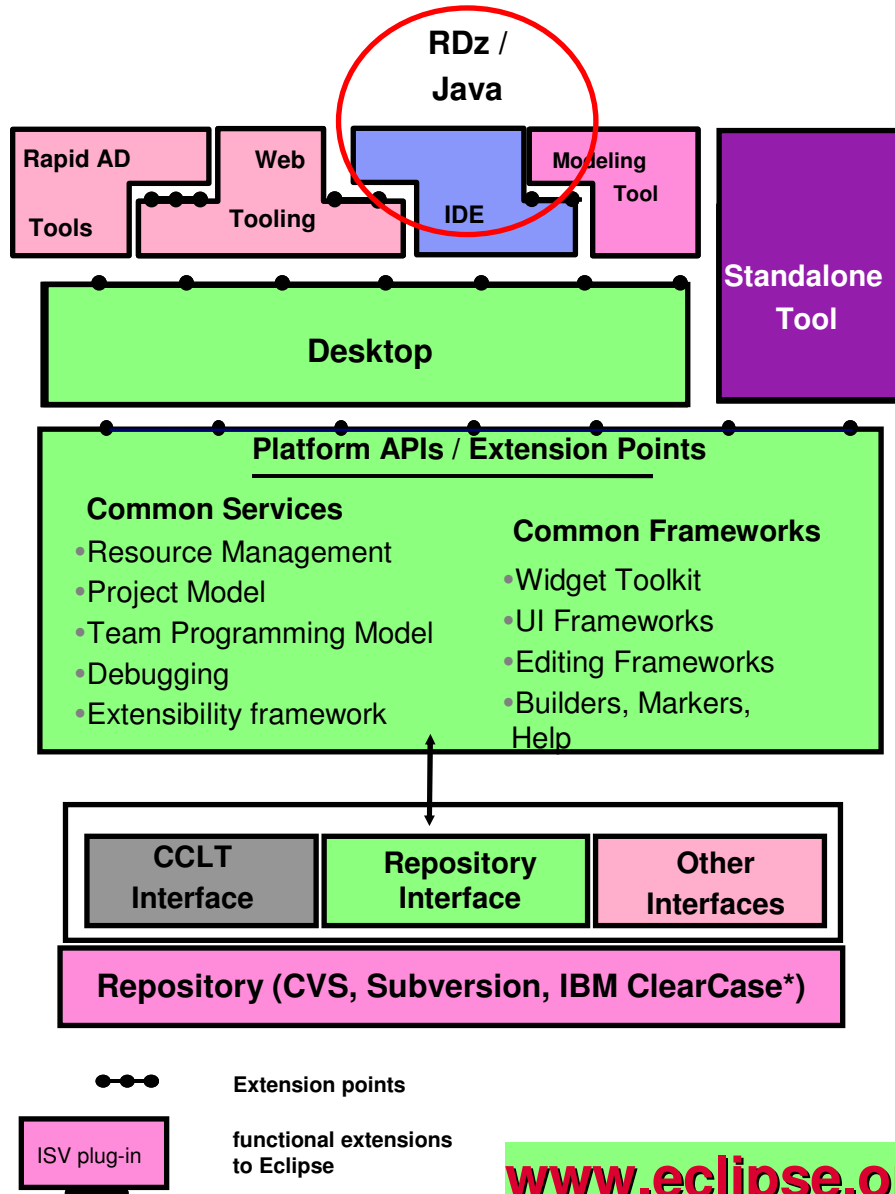 RDz /
Java
Rapid AD
Tools
Web
Tooling
IDE
Modeling
Tool
Standalone
Tool
Desktop
Platform APIs / Extension Points
Common Services
•Resource Management
•Project Model
•Team Programming Model
•Debugging
•Extensibility framework
Common Frameworks
•Widget Toolkit
•UI Frameworks
•Editing Frameworks
•Builders, Markers,
Help
CCLT
Interface
Repository
Interface
Other
Interfaces
Repository (CVS, Subversion, IBM ClearCase*)
Extension points
ISV plug-in
functional extensions
to Eclipse
www.eclipse.o